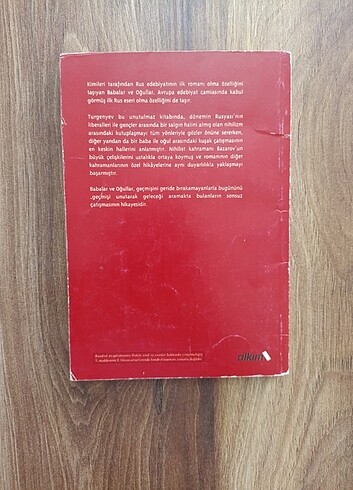 Kimileri tarafından Rus edebiyatının ilk romanı olma özelliğini
taşıyan Babalar ve Oğullar, Avrupa edebiyat camiasında kabul
görmüş ilk Rus eseri olma özelliğini de taşır.
Turgenyev bu unutulmaz kitabında, dönemin Rusyası'nın
liberalleri ile gençler arasında bir salgın halini almış olan nihilizm
arasındaki kutuplaşmayı tüm yönleriyle gözler önüne sererken,
diğer yandan da bir baba ile oğul arasındaki kuşak çatışmasının
en keskin hallerini anlatmıştır. Nihilist kahramanı Bazarov'un
büyük çelişkilerini ustalıkla ortaya koymuş ve romanının diğer
kahramanlarının özel hikâyelerine aynı duyarlılıkla yaklaşmayı
başarmıştır.
Babalar ve Oğullar, geçmişini geride bırakamayanlarla bugününü
,geçmişi unutarak geleceği aramakta bulanların sonsuz
çatışmasının hikayesidir.
alkım